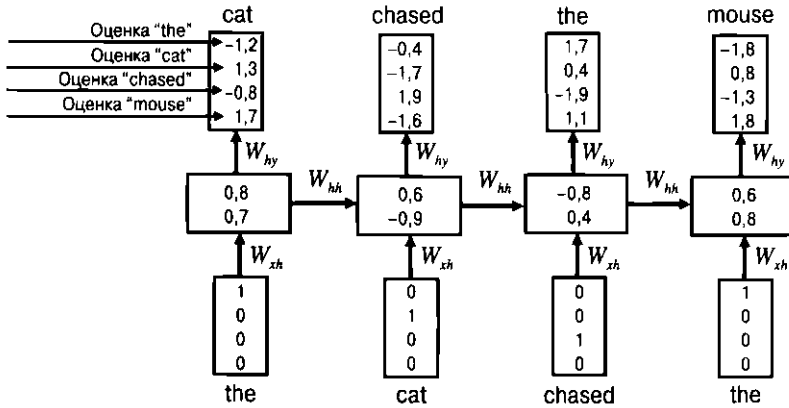 cat chased the mouse
Оценка “the”
Оценка “cat”
Оценка “chased”
Оценка “mouse”
−1,2 −0,4 1,7 −1,8
1,3 −1,7 0,4 0,8
−0,8 1,9 −1,9 −1,3
1,7 −1,6 1,1 1,8
W_hy W_hy W_hy W_hy
W_hh W_hh W_hh
0,8 0,6 −0,8 0,6
0,7 −0,9 0,4 0,8
W_xh W_xh W_xh W_xh
1 0 0 1
0 1 0 0
0 0 1 0
0 0 0 0
the cat chased the